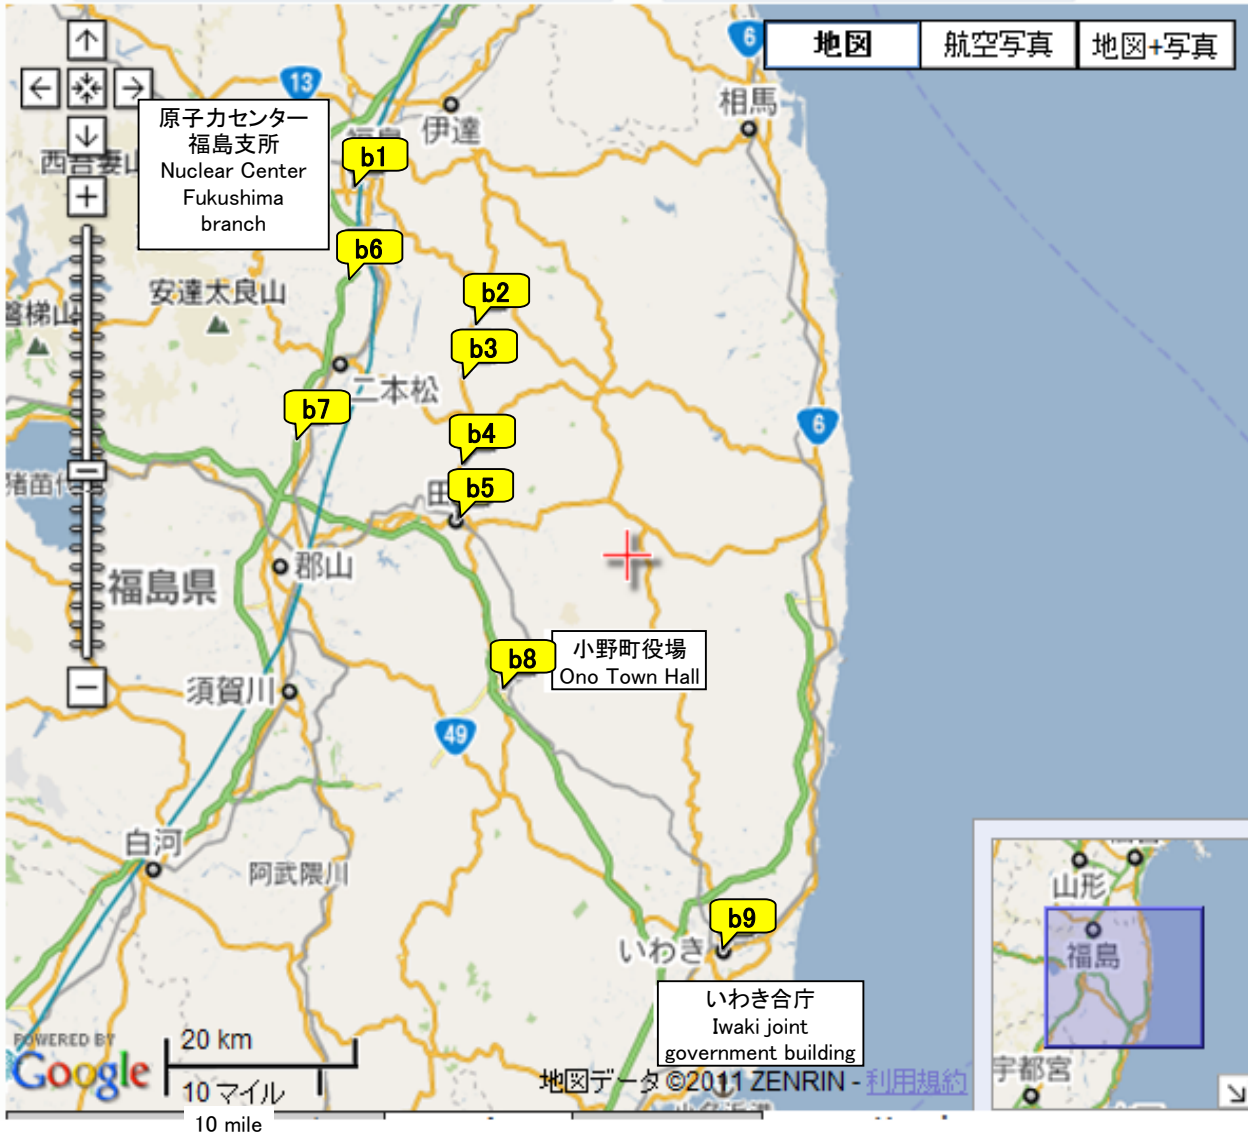 地図
航空写真
地図+写真
6
13
相馬
伊達
原子力センター
福島支所
Nuclear Center
Fukushima
branch
福島
b1
b6
b2
安達太良山
磐梯山
b3
二本松
b7
b4
6
b5
郡山
福島県
小野町役場
Ono Town Hall
b8
須賀川
49
白河
阿武隈川
b9
いわき
いわき合庁
Iwaki joint
government building
山形
福島
宇都宮
POWERED BY
Google
20 km
10 マイル
10 mile
地図データ ©2011 ZENRIN - 利用規約